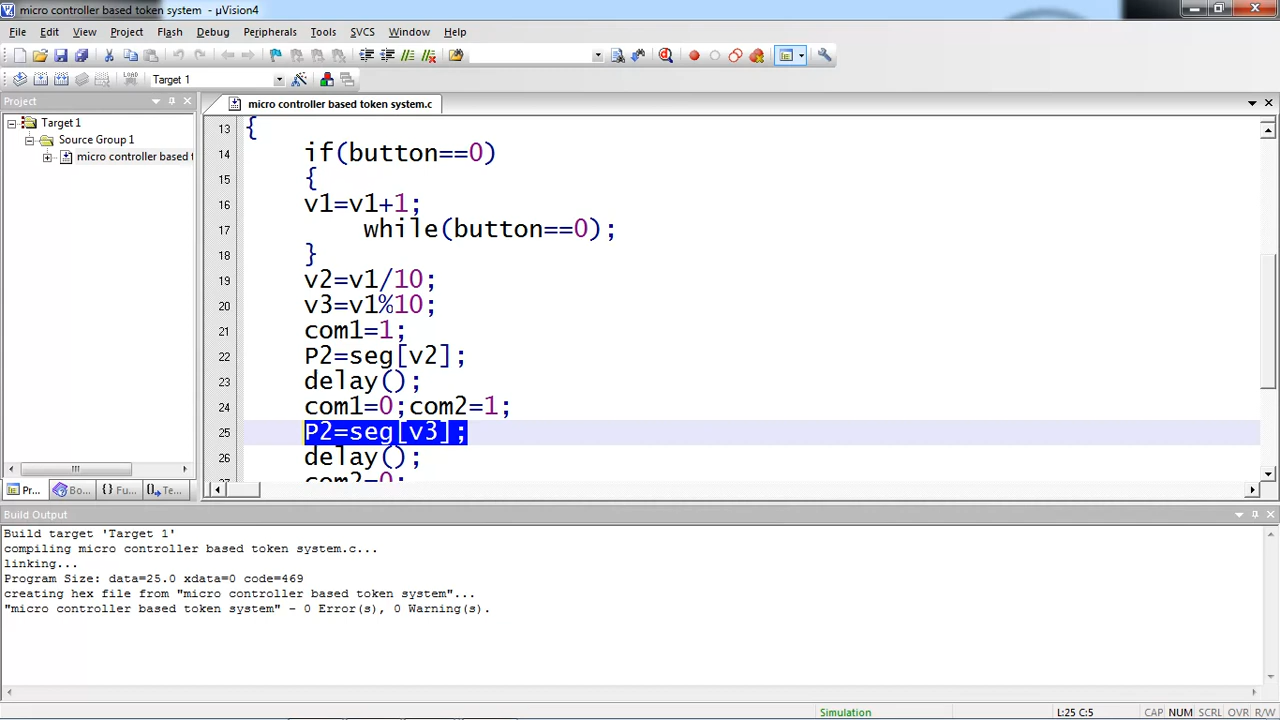 micro controller based token system - µVision4
File Edit View Project Flash Debug Peripherals Tools SVCS Window Help
LOAD Target 1
Project
micro controller based token system.c
Target 1
Source Group 1
micro controller based t
13 {
14 if(button==0)
15 {
16 v1=v1+1;
17 while(button==0);
18 }
19 v2=v1/10;
20 v3=v1%10;
21 com1=1;
22 P2=seg[v2];
23 delay();
24 com1=0;com2=1;
25 P2=seg[v3];
26 delay();
27 com2=0;
Pr... Bo... {} Fu... 0 Te...
Build Output
Build target 'Target 1'
compiling micro controller based token system.c...
linking...
Program Size: data=25.0 xdata=0 code=469
creating hex file from "micro controller based token system"...
"micro controller based token system" - 0 Error(s), 0 Warning(s).
Simulation L:25 C:5 CAP NUM SCRL OVR R/W